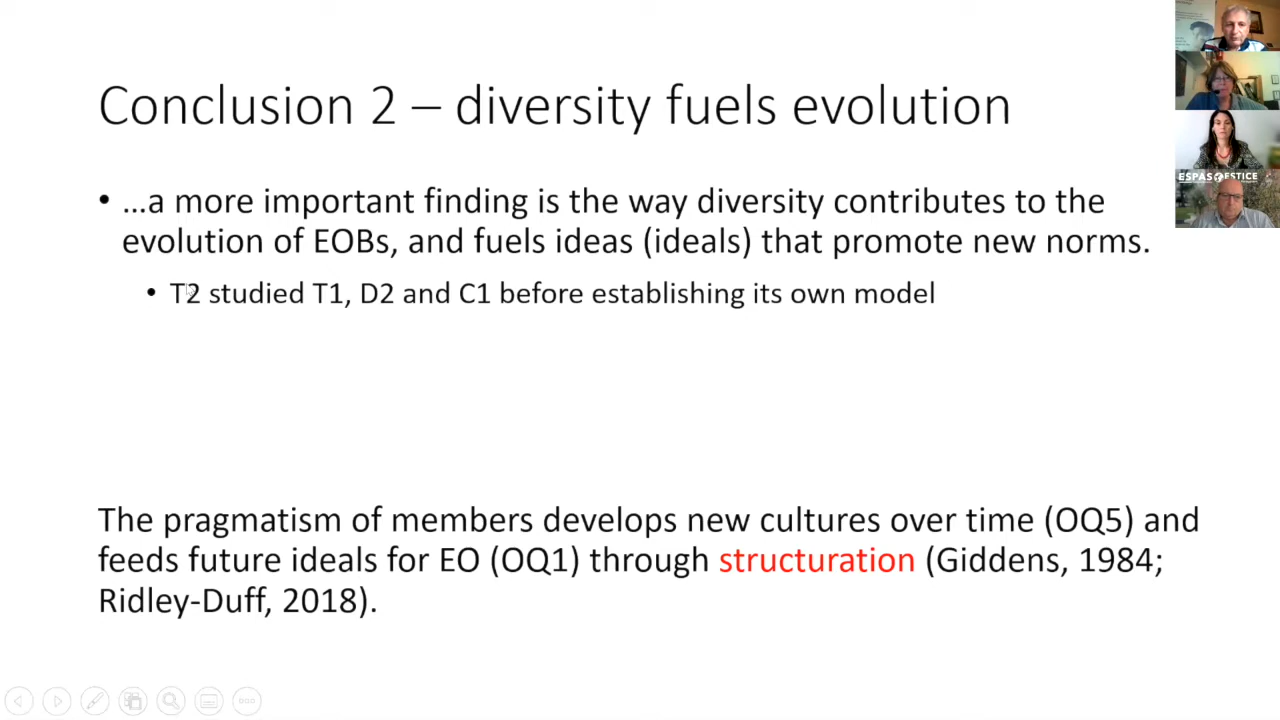 Conclusion 2 – diversity fuels evolution
• …a more important finding is the way diversity contributes to the
evolution of EOBs, and fuels ideas (ideals) that promote new norms.
• T2 studied T1, D2 and C1 before establishing its own model
The pragmatism of members develops new cultures over time (OQ5) and
feeds future ideals for EO (OQ1) through structuration (Giddens, 1984;
Ridley-Duff, 2018).